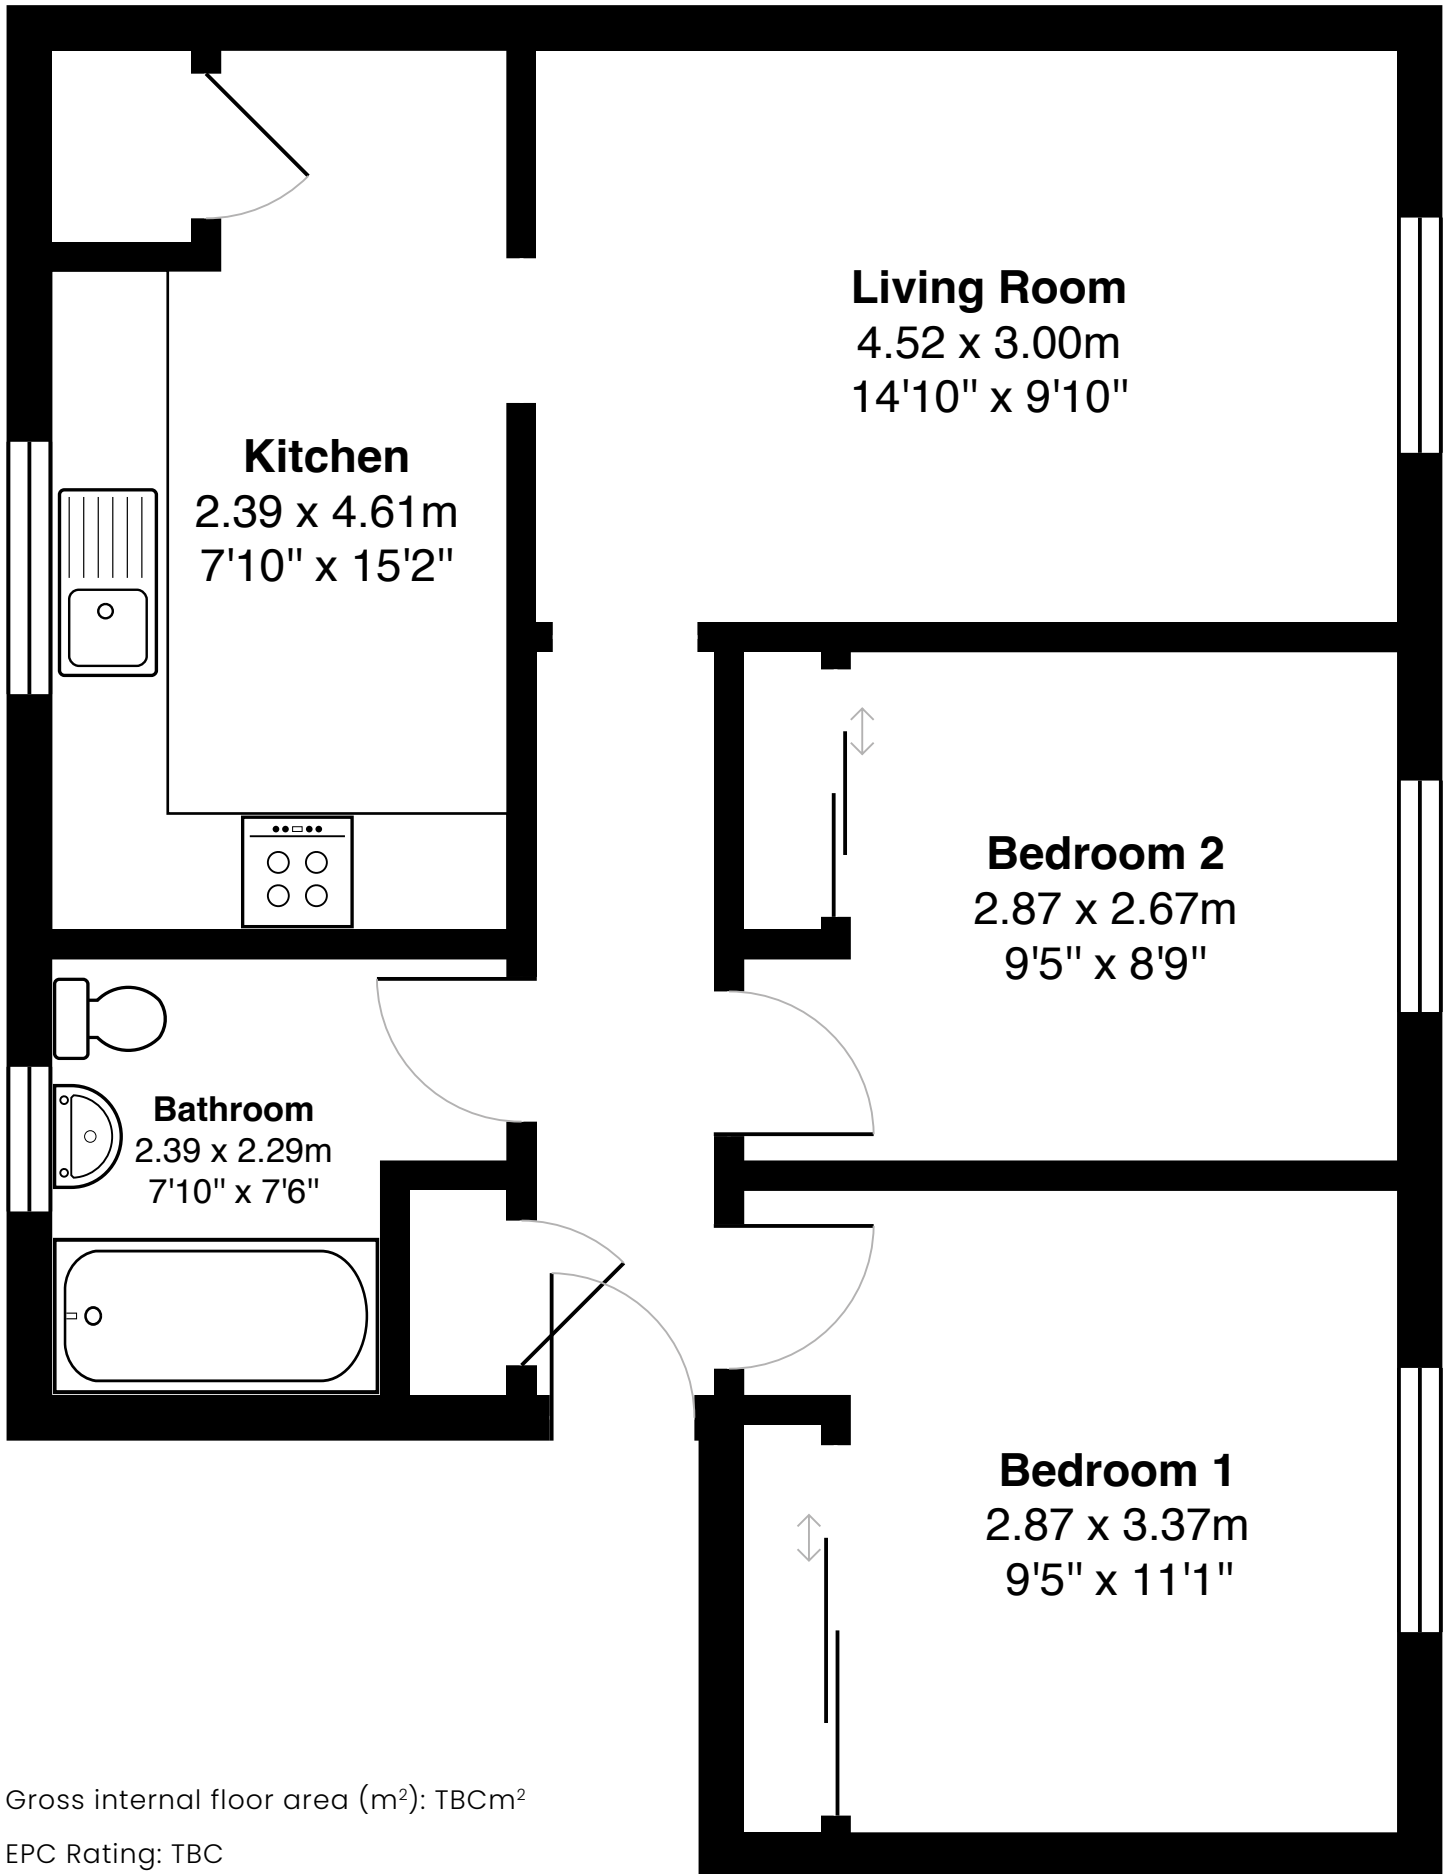 Living Room
4.52 x 3.00m
14'10" x 9'10"
Kitchen
2.39 x 4.61m
7'10" x 15'2"
Bedroom 2
2.87 x 2.67m
9'5" x 8'9"
Bathroom
2.39 x 2.29m
7'10" x 7'6"
Bedroom 1
2.87 x 3.37m
9'5" x 11'1"
Gross internal floor area (m²): TBCm²
EPC Rating: TBC